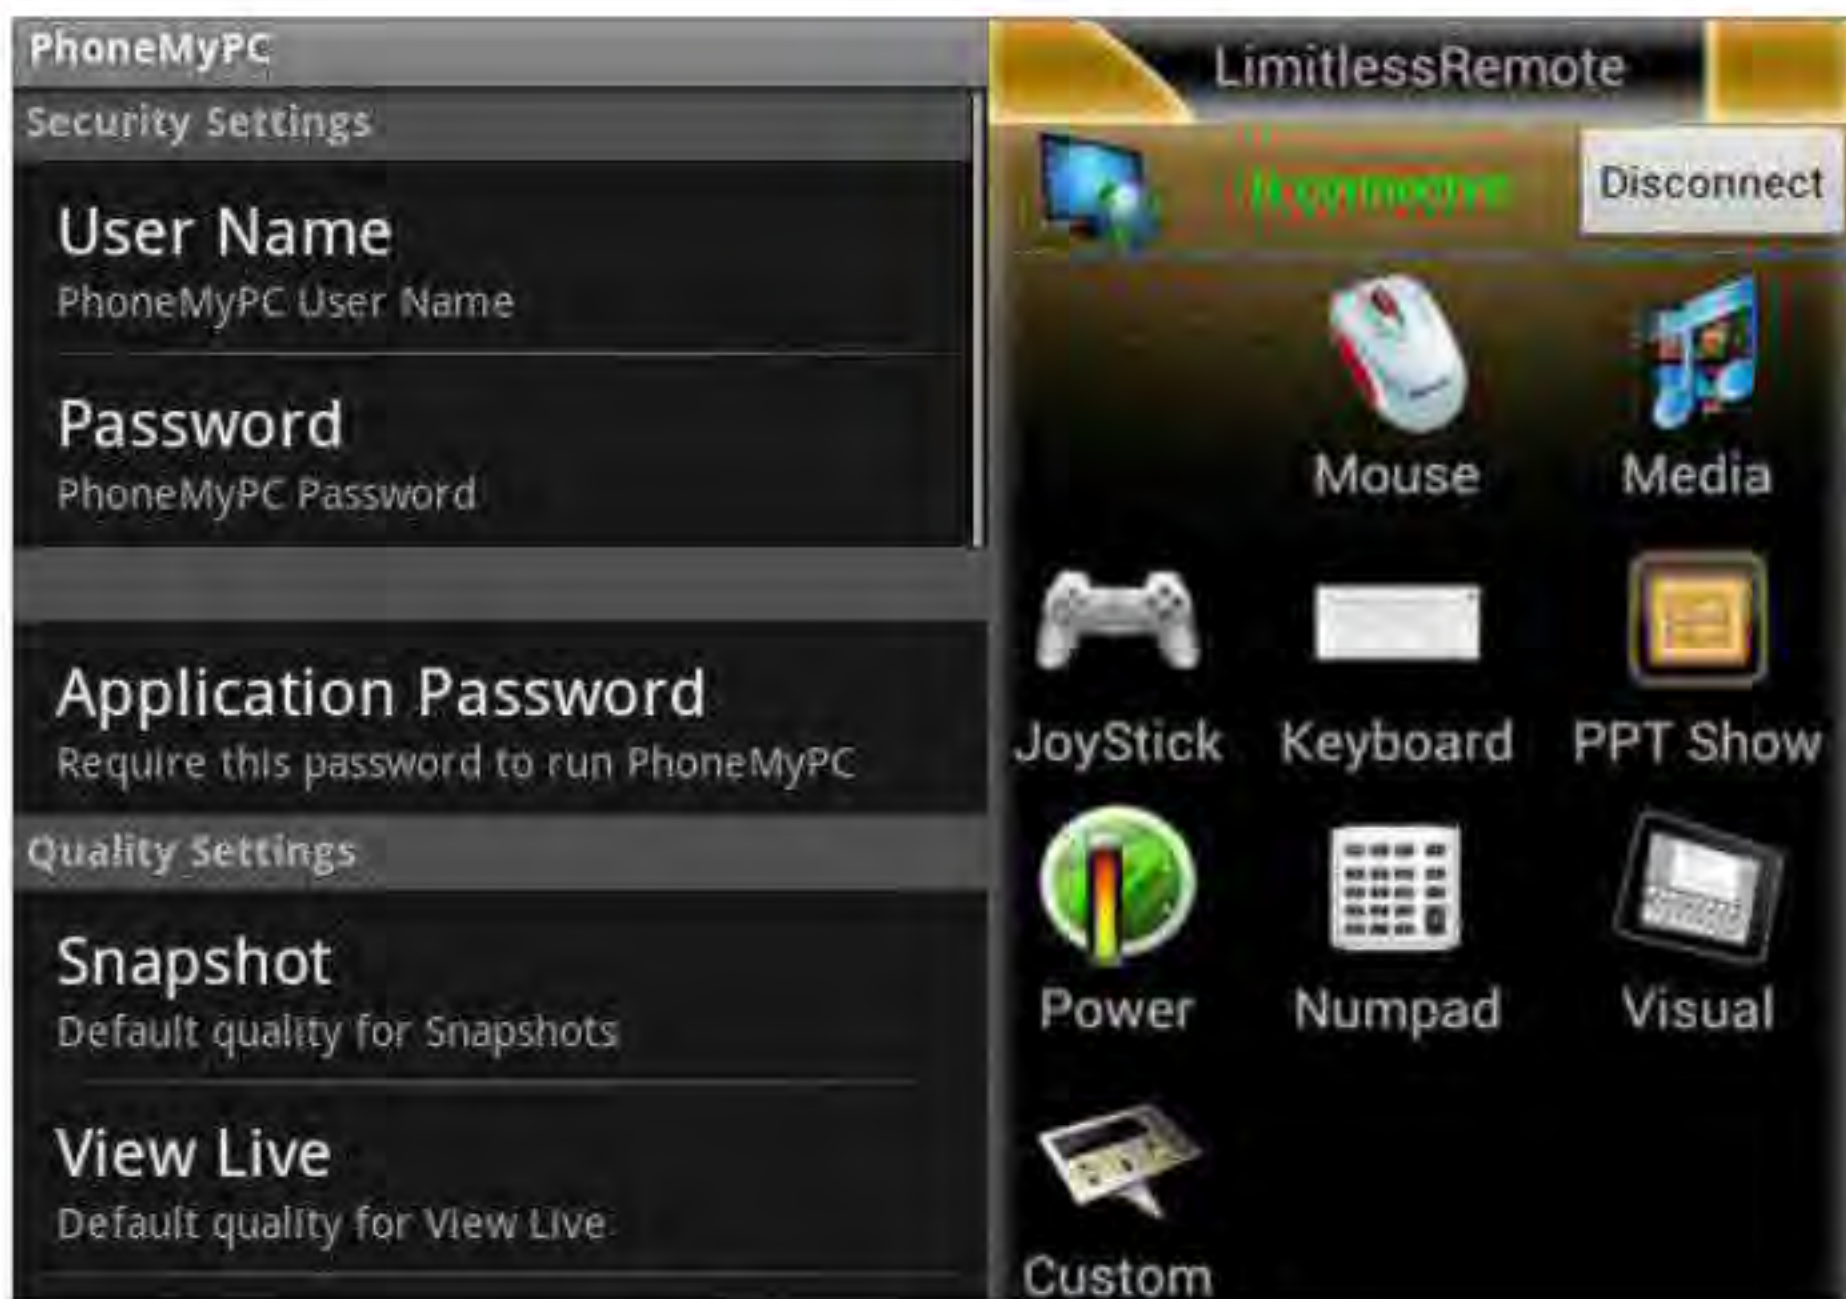 PhoneMyPC
Security Settings
User Name
PhoneMyPC User Name
Password
PhoneMyPC Password
Application Password
Require this password to run PhoneMyPC
Quality Settings
Snapshot
Default quality for Snapshots
View Live
Default quality for View Live
LimitlessRemote
Disconnect
Mouse Media
JoyStick Keyboard PPT Show
Power Numpad Visual
Custom